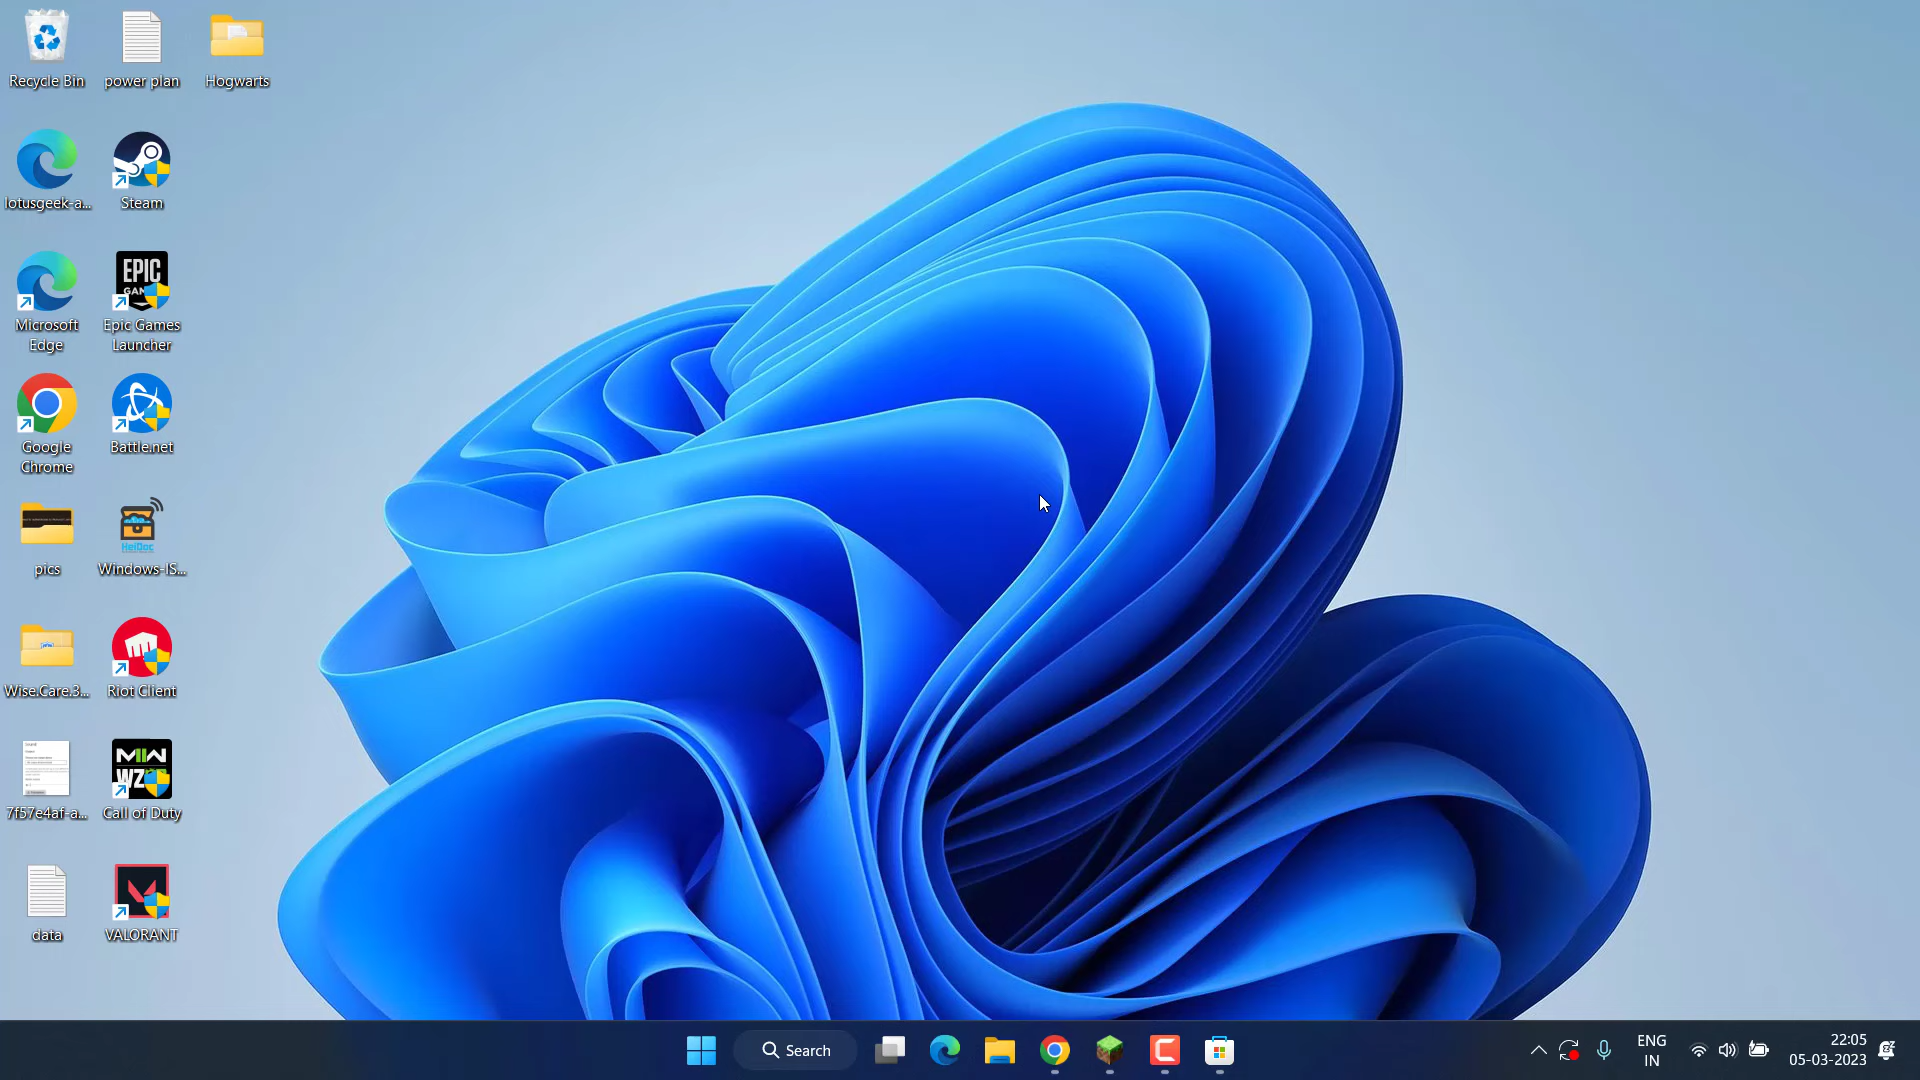 Recycle Bin
power plan
Hogwarts
lotusgeek-a...
Steam
Microsoft
Edge
EPIC
Epic Games
Launcher
Google
Chrome
Battle.net
pics
HeiDoc
Windows-IS...
Wise.Care.3...
Riot Client
7f57e4af-a...
MW
WZ
Call of Duty
data
VALORANT
Search
ENG
IN
22:05
05-03-2023